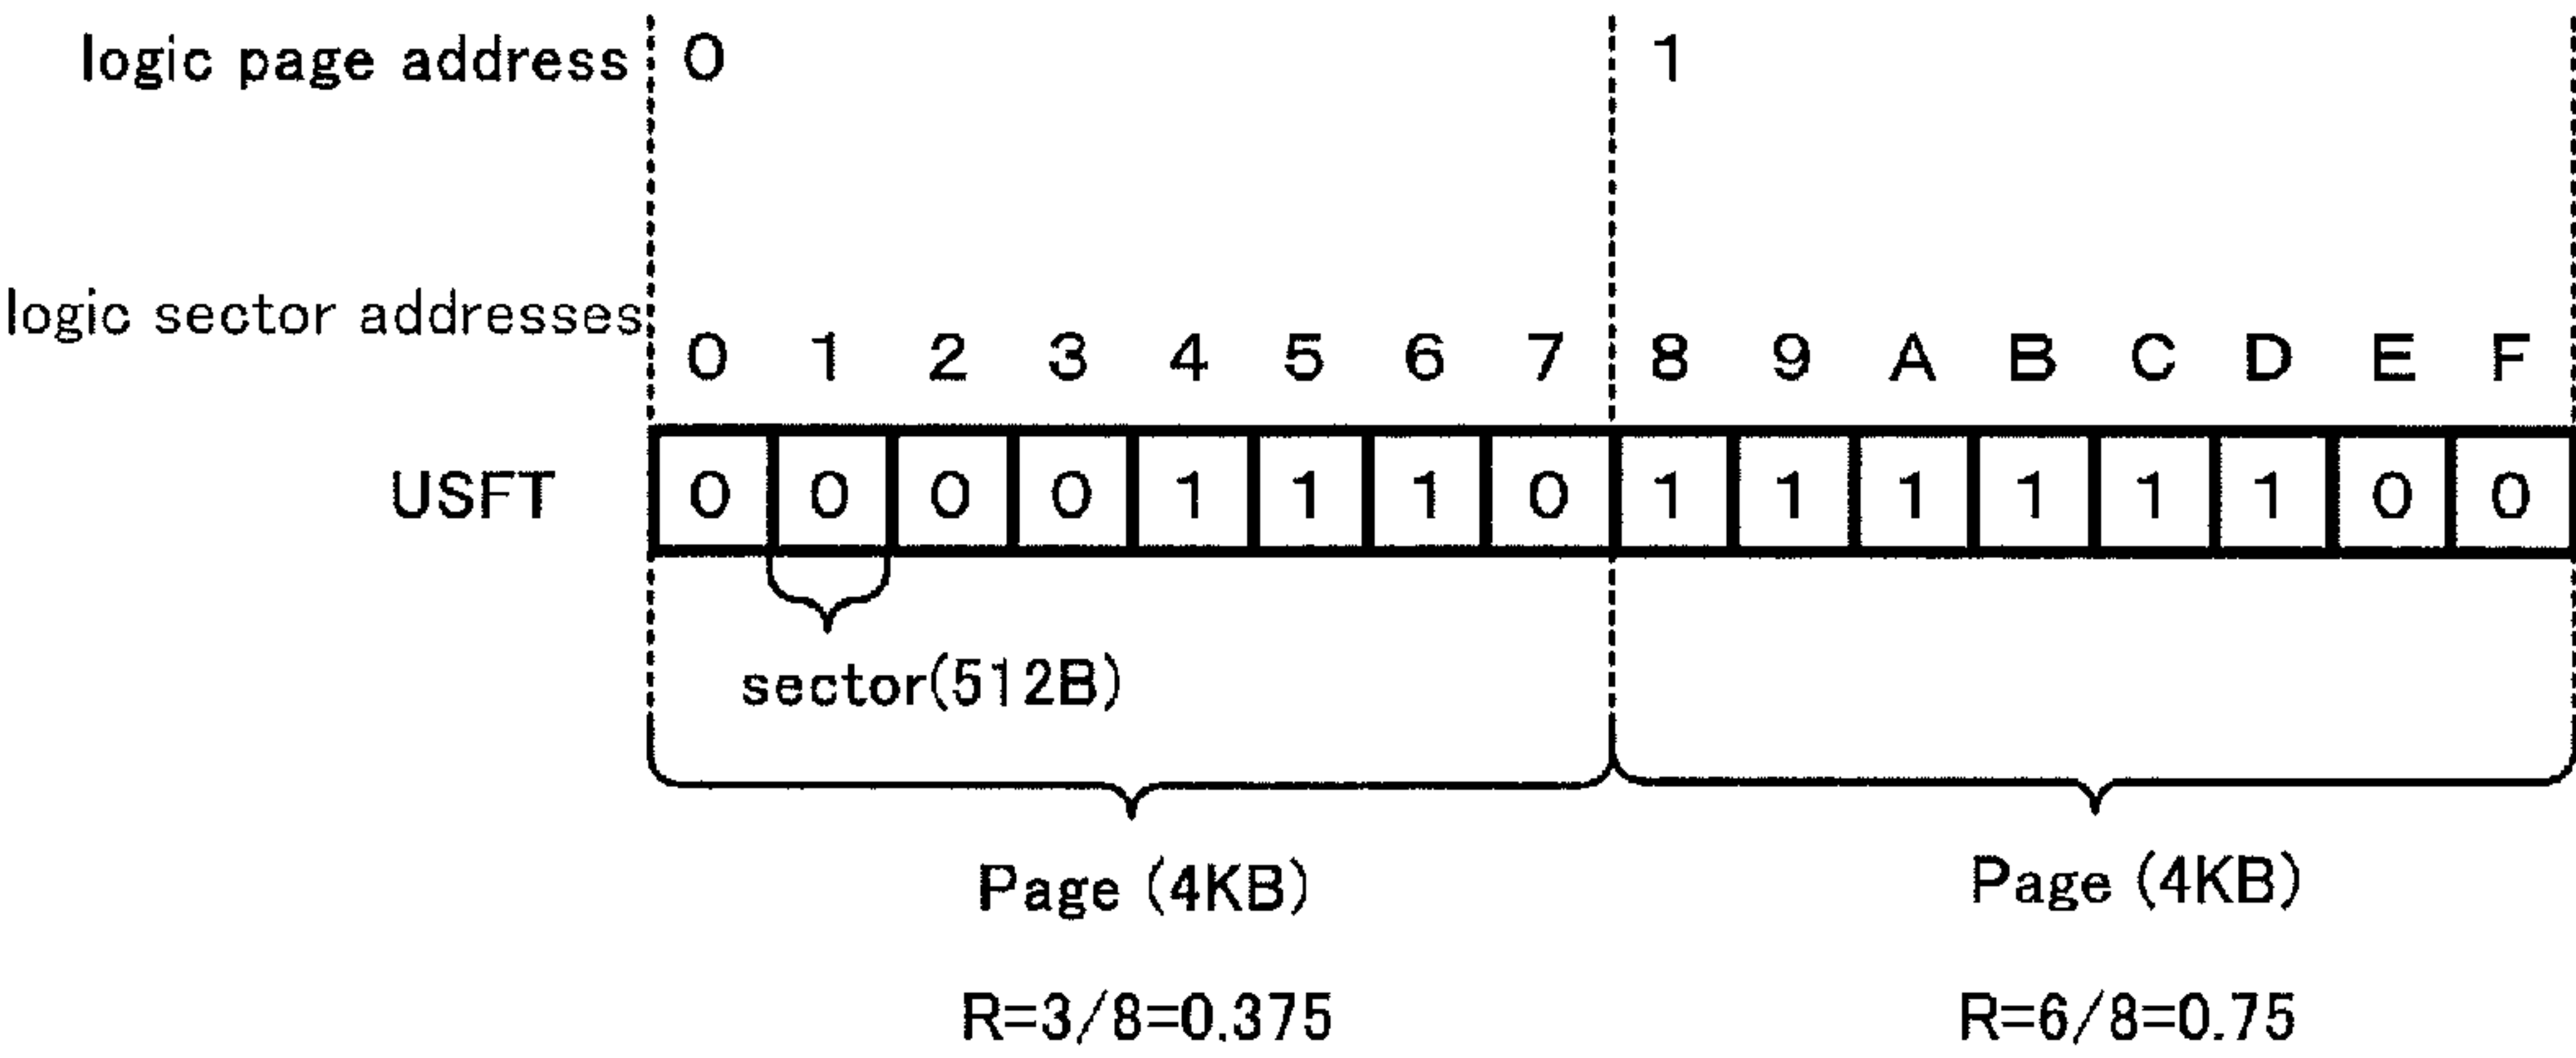 logic page address 0 1
logic sector addresses
0 1 2 3 4 5 6 7 8 9 A B C D E F
USFT 0 0 0 0 1 1 1 0 1 1 1 1 1 1 0 0
sector(512B)
Page (4KB) Page (4KB)
R=3/8=0.375 R=6/8=0.75